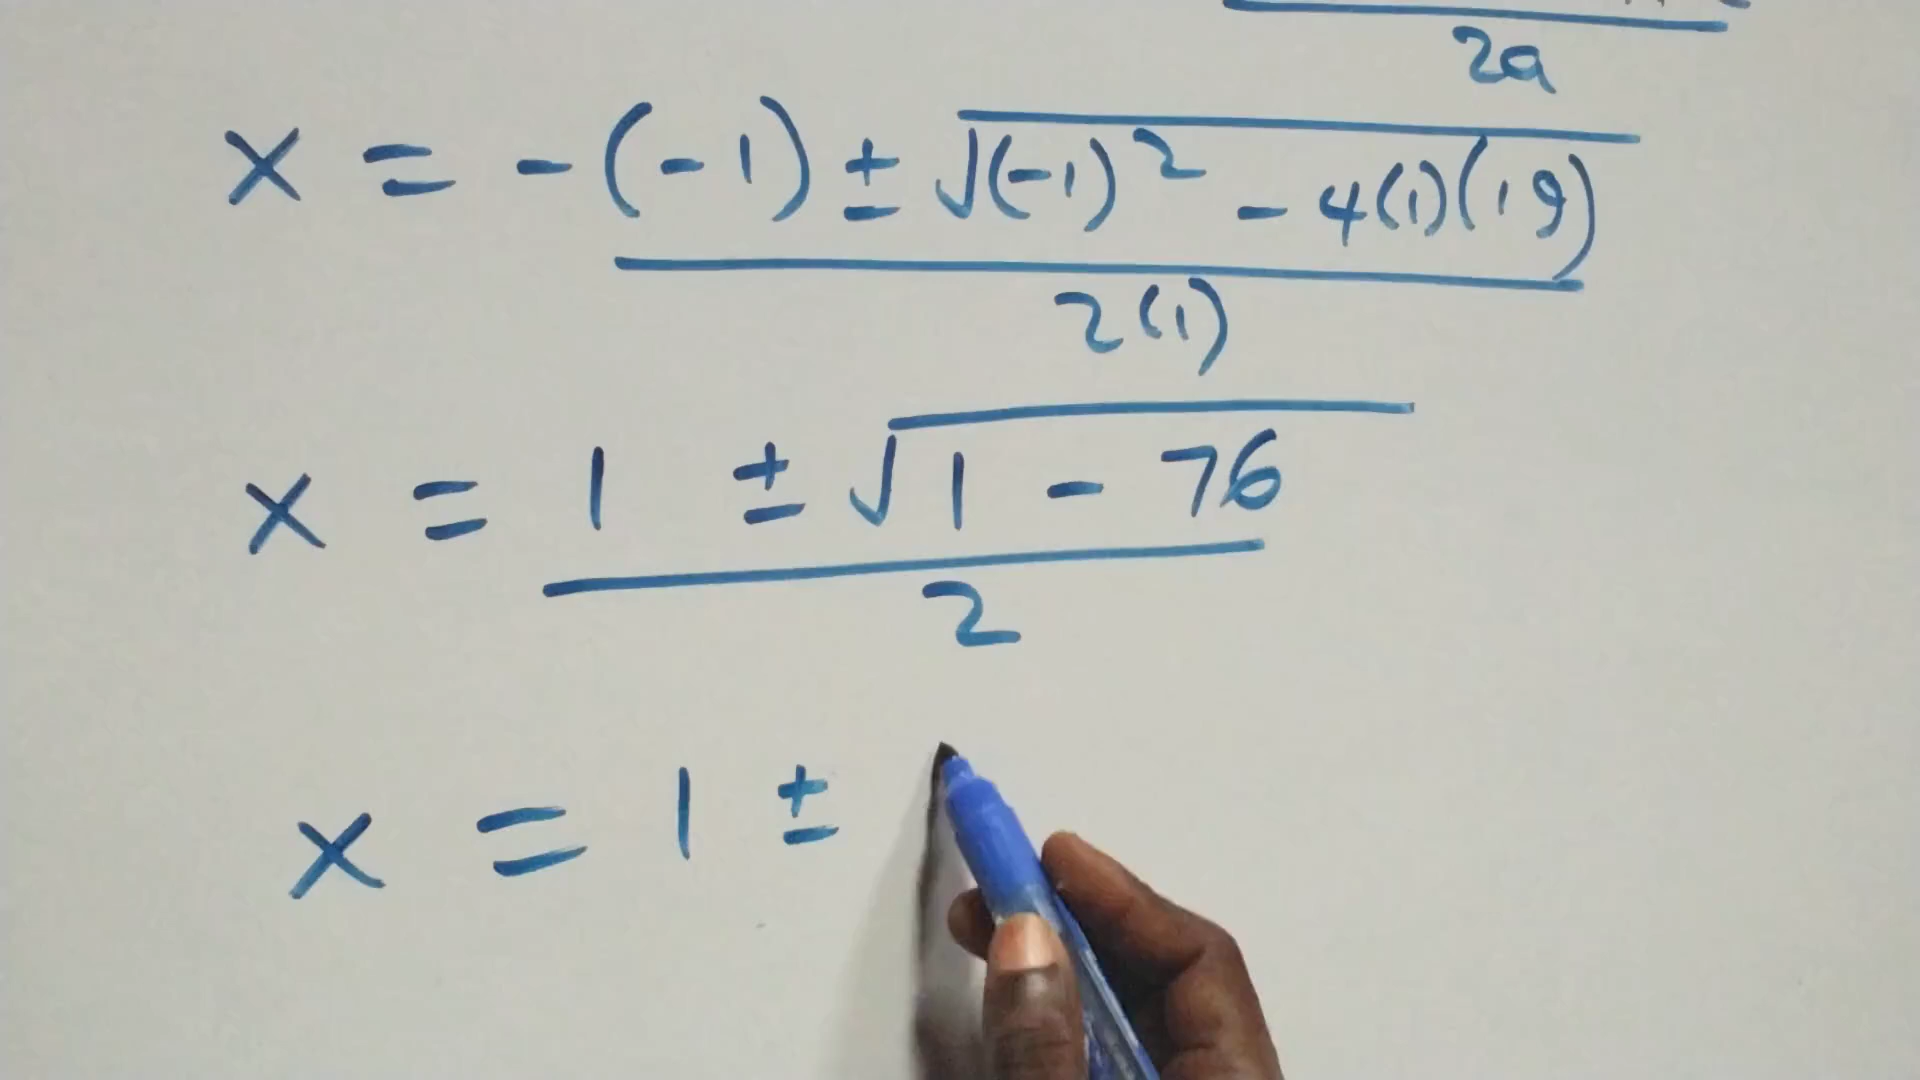 2a
x = -(-1) ± √(-1)² - 4(1)(19)
2(1)
x = 1 ± √1 - 76
2
x = 1 ±